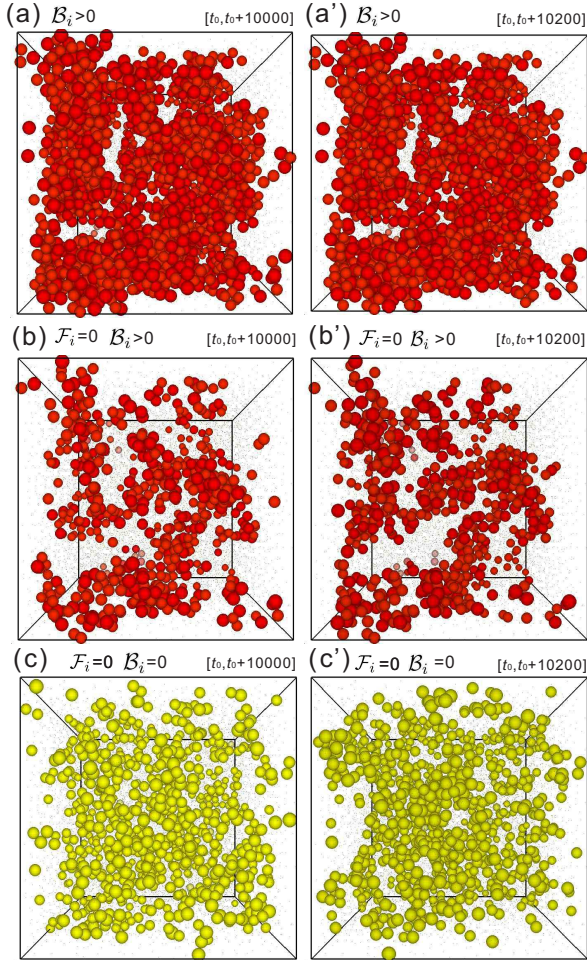 (a) ℬᵢ>0 [t₀,t₀+10000]
(a') ℬᵢ>0 [t₀,t₀+10200]
(b) ℱᵢ=0 ℬᵢ>0 [t₀,t₀+10000]
(b') ℱᵢ=0 ℬᵢ>0 [t₀,t₀+10200]
(c) ℱᵢ=0 ℬᵢ=0 [t₀,t₀+10000]
(c') ℱᵢ=0 ℬᵢ=0 [t₀,t₀+10200]